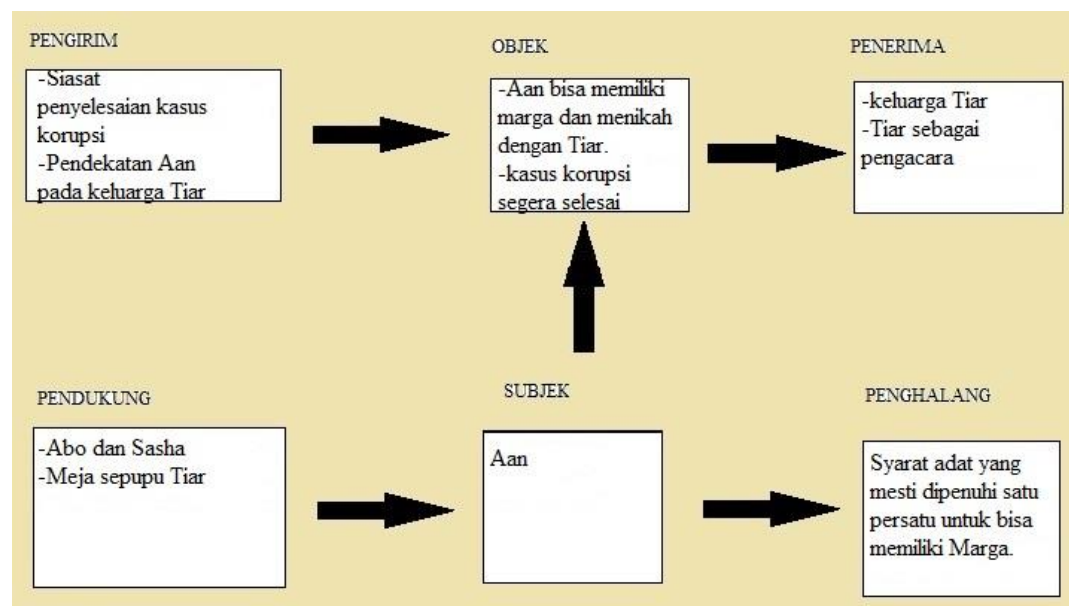 PENGIRIM
-Siasat
penyelesaian kasus
korupsi
-Pendekatan Aan
pada keluarga Tiar
OBJEK
-Aan bisa memiliki
marga dan menikah
dengan Tiar.
-kasus korupsi
segera selesai
PENERIMA
-keluarga Tiar
-Tiar sebagai
pengacara
PENDUKUNG
-Abo dan Sasha
-Meja sepupu Tiar
SUBJEK
Aan
PENGHALANG
Syarat adat yang
mesti dipenuhi satu
persatu untuk bisa
memiliki Marga.